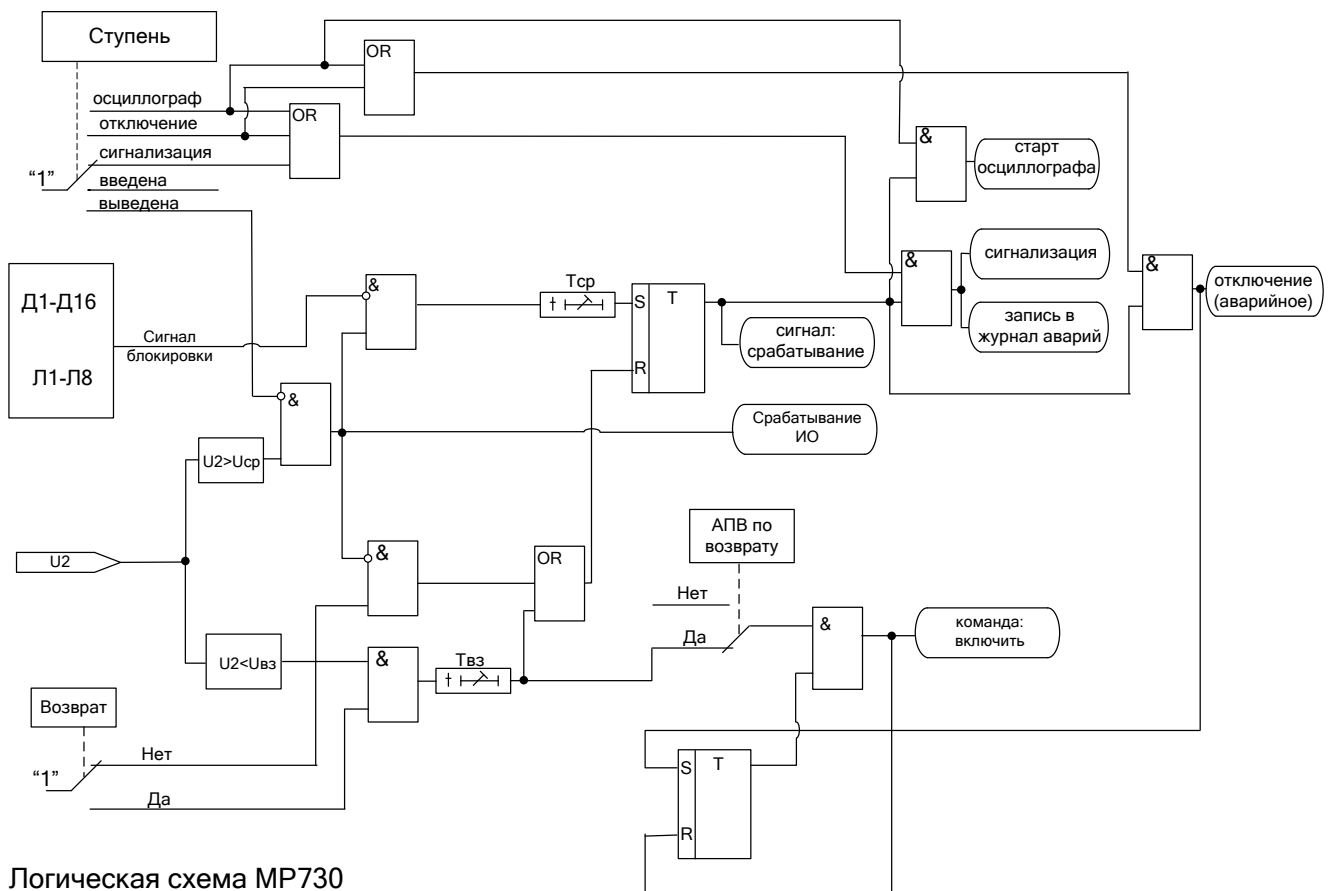 Ступень
OR
осциллограф
отключение
OR
сигнализация
“1”
введена
выведена
&
старт
осциллографа
Д1-Д16
Л1-Л8
Сигнал
блокировки
&
Тср
S
T
R
сигнал:
срабатывание
&
сигнализация
запись в
журнал аварий
&
отключение
(аварийное)
&
U2>Uср
Срабатывание
ИО
U2
&
OR
АПВ по
возврату
Нет
Да
&
команда:
включить
U2<Uвз
&
Твз
Возврат
“1”
Нет
Да
S
T
R
Логическая схема МР730